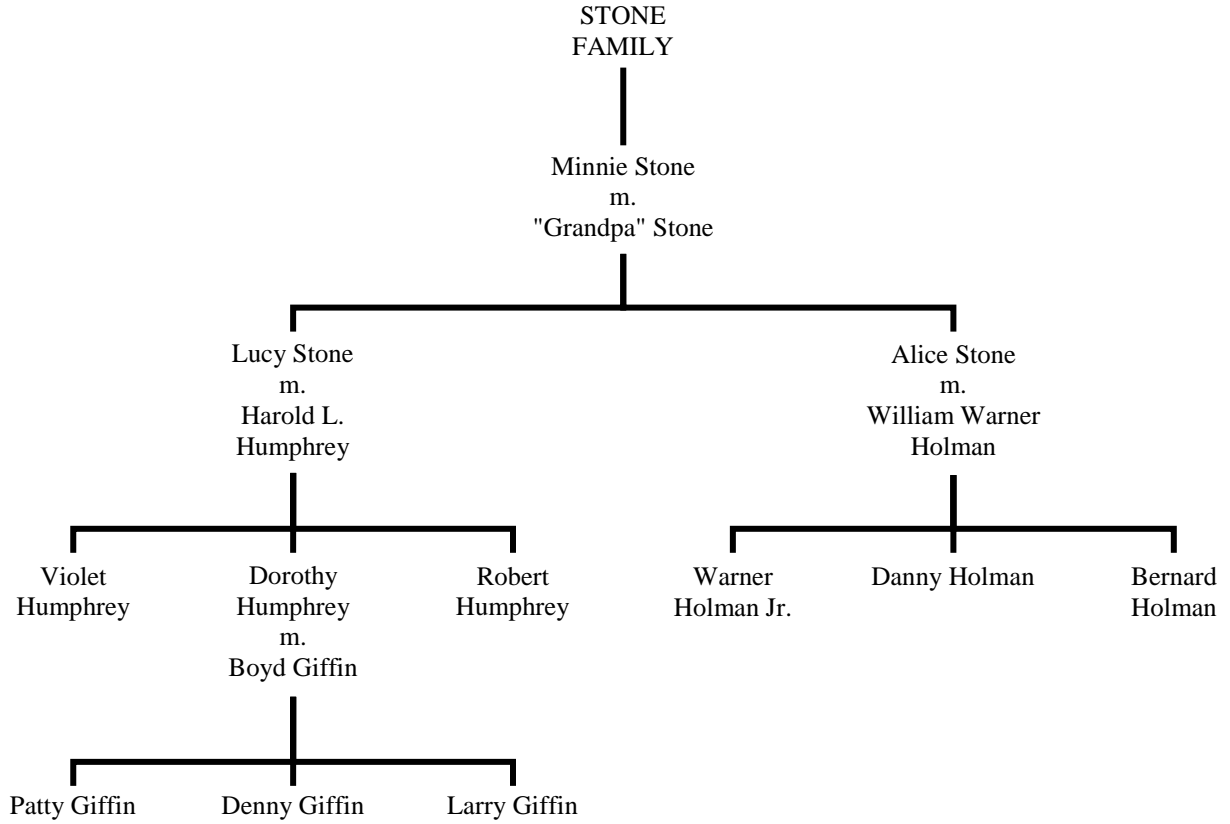 STONE
FAMILY
Minnie Stone
m.
"Grandpa" Stone
Lucy Stone
m.
Harold L.
Humphrey
Alice Stone
m.
William Warner
Holman
Violet
Humphrey
Dorothy
Humphrey
m.
Boyd Giffin
Robert
Humphrey
Warner
Holman Jr.
Danny Holman
Bernard
Holman
Patty Giffin
Denny Giffin
Larry Giffin